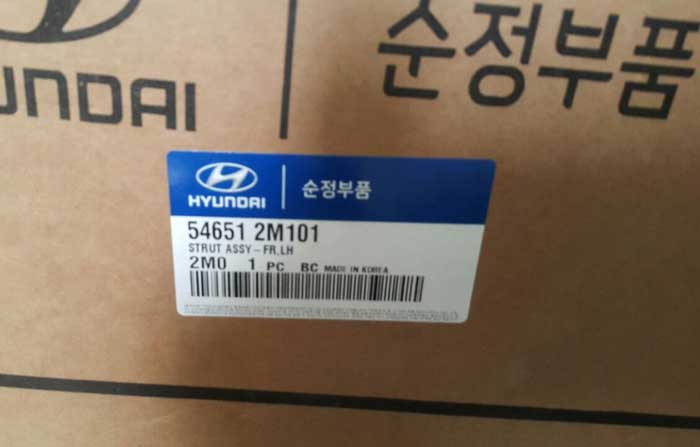 HYUNDAI
순정부품
HYUNDAI
순정부품
54651 2M101
STRUT ASSY-FR,LH
2M0 1 PC BC MADE IN KOREA